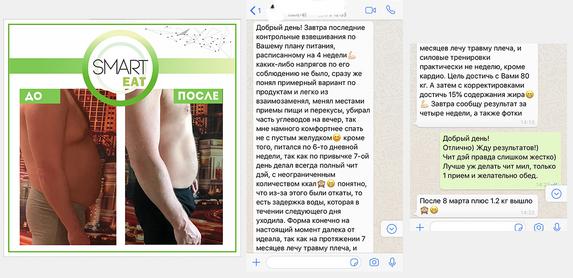 SMART
EAT
ДО
ПОСЛЕ
1
Добрый день! Завтра последние
контрольные взвешивания по
Вашему плану питания,
расписанному на 4 недели💪🏻
каких-либо напрягов по его
соблюдению не было, сразу же
понял примерный вариант по
продуктам и легко из
взаимозаменял, менял местами
приемы пищи и перекусы, убирал
часть углеводов на вечер, так
мне намного комфортнее спать
не с пустым желудком😄 кроме
того, питался по 6-то дневной
неделе, так как по привычке 7-ой
день делал всегда полный чит
дэй, с неограниченным
количеством ккал🙈😄 понятно,
что из-за этого были откаты, то
есть задержка воды, которая в
течении следующего дня
уходила. Форма конечно на
настоящий момент далека от
идеала, так как на протяжении 7
месяцев лечу травму плеча, и
месяцев лечу травму плеча, и
силовые тренировки
практически не неделю, кроме
кардио. Цель достичь с Вами 80
кг. А затем с корректировками
достичь 15% содержания жира😄
💪🏻 Завтра сообщу результат за
четыре недели, а также фотки
Добрый день!
Отлично) Жду результатов!)
Чит дэй правда слишком жестко)
Лучше уж делать чит мил, только
1 прием и желательно обед.
После 8 марта плюс 1.2 кг вышло
🙈😄